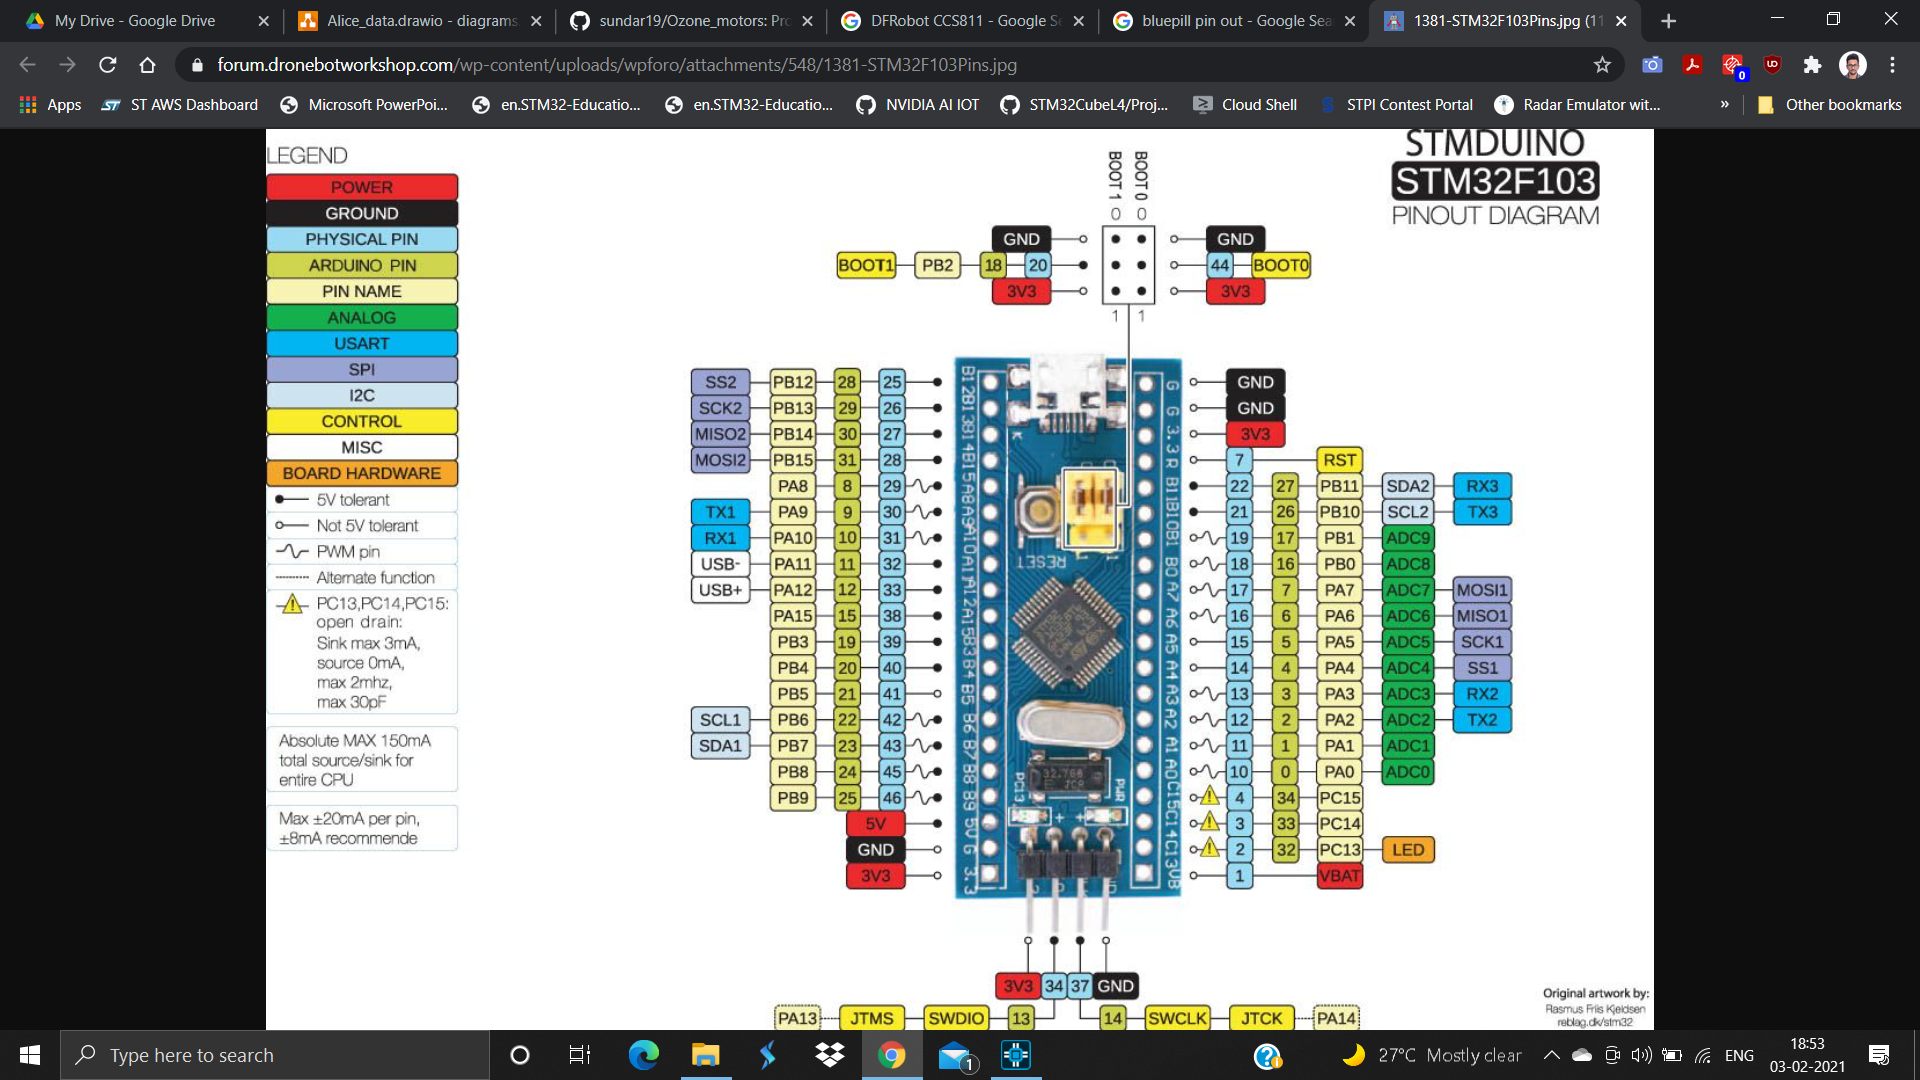 My Drive - Google Drive
Alice_data.drawio - diagrams
sundar19/Ozone_motors: Pro
DFRobot CCS811 - Google Se
bluepill pin out - Google Sea
1381-STM32F103Pins.jpg (11
forum.dronebotworkshop.com/wp-content/uploads/wpforo/attachments/548/1381-STM32F103Pins.jpg
0
Apps
ST AWS Dashboard
Microsoft PowerPoi...
en.STM32-Educatio...
en.STM32-Educatio...
NVIDIA AI IOT
STM32CubeL4/Proj...
Cloud Shell
STPI Contest Portal
Radar Emulator wit...
»
Other bookmarks
LEGEND
POWER
GROUND
PHYSICAL PIN
ARDUINO PIN
PIN NAME
ANALOG
USART
SPI
I2C
CONTROL
MISC
BOARD HARDWARE
5V tolerant
Not 5V tolerant
PWM pin
Alternate function
PC13,PC14,PC15:
open drain:
Sink max 3mA,
source 0mA,
max 2mhz,
max 30pF
Absolute MAX 150mA
total source/sink for
entire CPU
Max ±20mA per pin,
±8mA recommende
STMDUINO
STM32F103
PINOUT DIAGRAM
BOOT 1 BOOT 0
0 0
GND GND
BOOT1 PB2 18 20 44 BOOT0
3V3 3V3
1 1
SS2 PB12 28 25
SCK2 PB13 29 26
MISO2 PB14 30 27
MOSI2 PB15 31 28
PA8 8 29
TX1 PA9 9 30
RX1 PA10 10 31
USB- PA11 11 32
USB+ PA12 12 33
PA15 15 38
PB3 19 39
PB4 20 40
PB5 21 41
SCL1 PB6 22 42
SDA1 PB7 23 43
PB8 24 45
PB9 25 46
5V
GND
3V3
B12 B13 B14 B15 A8 A9 A10 A11 A12 A15 B3 B4 B5 B6 B7 B8 B9 5V G 3.3
RESET
32.768
PC13
PWR
G G 3.3 R B11 B10 B1 B0 A7 A6 A5 A4 A3 A2 A1 A0 C15 C14 C13 VB
GND
GND
3V3
7 RST
22 27 PB11 SDA2 RX3
21 26 PB10 SCL2 TX3
19 17 PB1 ADC9
18 16 PB0 ADC8
17 7 PA7 ADC7 MOSI1
16 6 PA6 ADC6 MISO1
15 5 PA5 ADC5 SCK1
14 4 PA4 ADC4 SS1
13 3 PA3 ADC3 RX2
12 2 PA2 ADC2 TX2
11 1 PA1 ADC1
10 0 PA0 ADC0
4 34 PC15
3 33 PC14
2 32 PC13 LED
1 VBAT
3V3 34 37 GND
PA13 JTMS SWDIO 13 14 SWCLK JTCK PA14
Original artwork by:
Rasmus Friis Kjeldsen
reblag.dk/stm32
Type here to search
1
27°C Mostly clear
ENG
18:53
03-02-2021